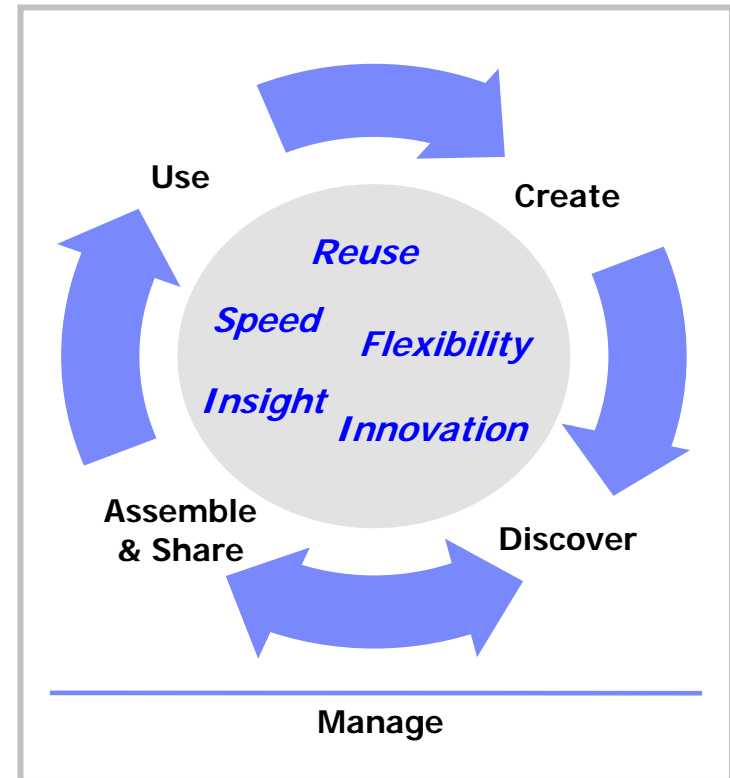 Use
Create
Reuse
Speed
Flexibility
Insight
Innovation
Assemble
& Share
Discover
Manage